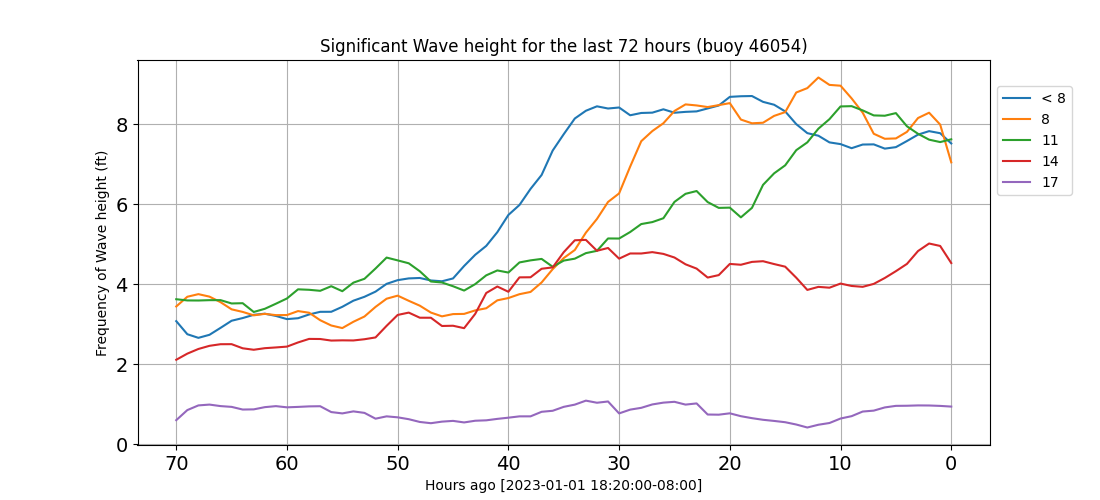 Significant Wave height for the last 72 hours (buoy 46054)
Frequency of Wave height (ft)
8
6
4
2
0
70 60 50 40 30 20 10 0
Hours ago [2023-01-01 18:20:00-08:00]
< 8
8
11
14
17